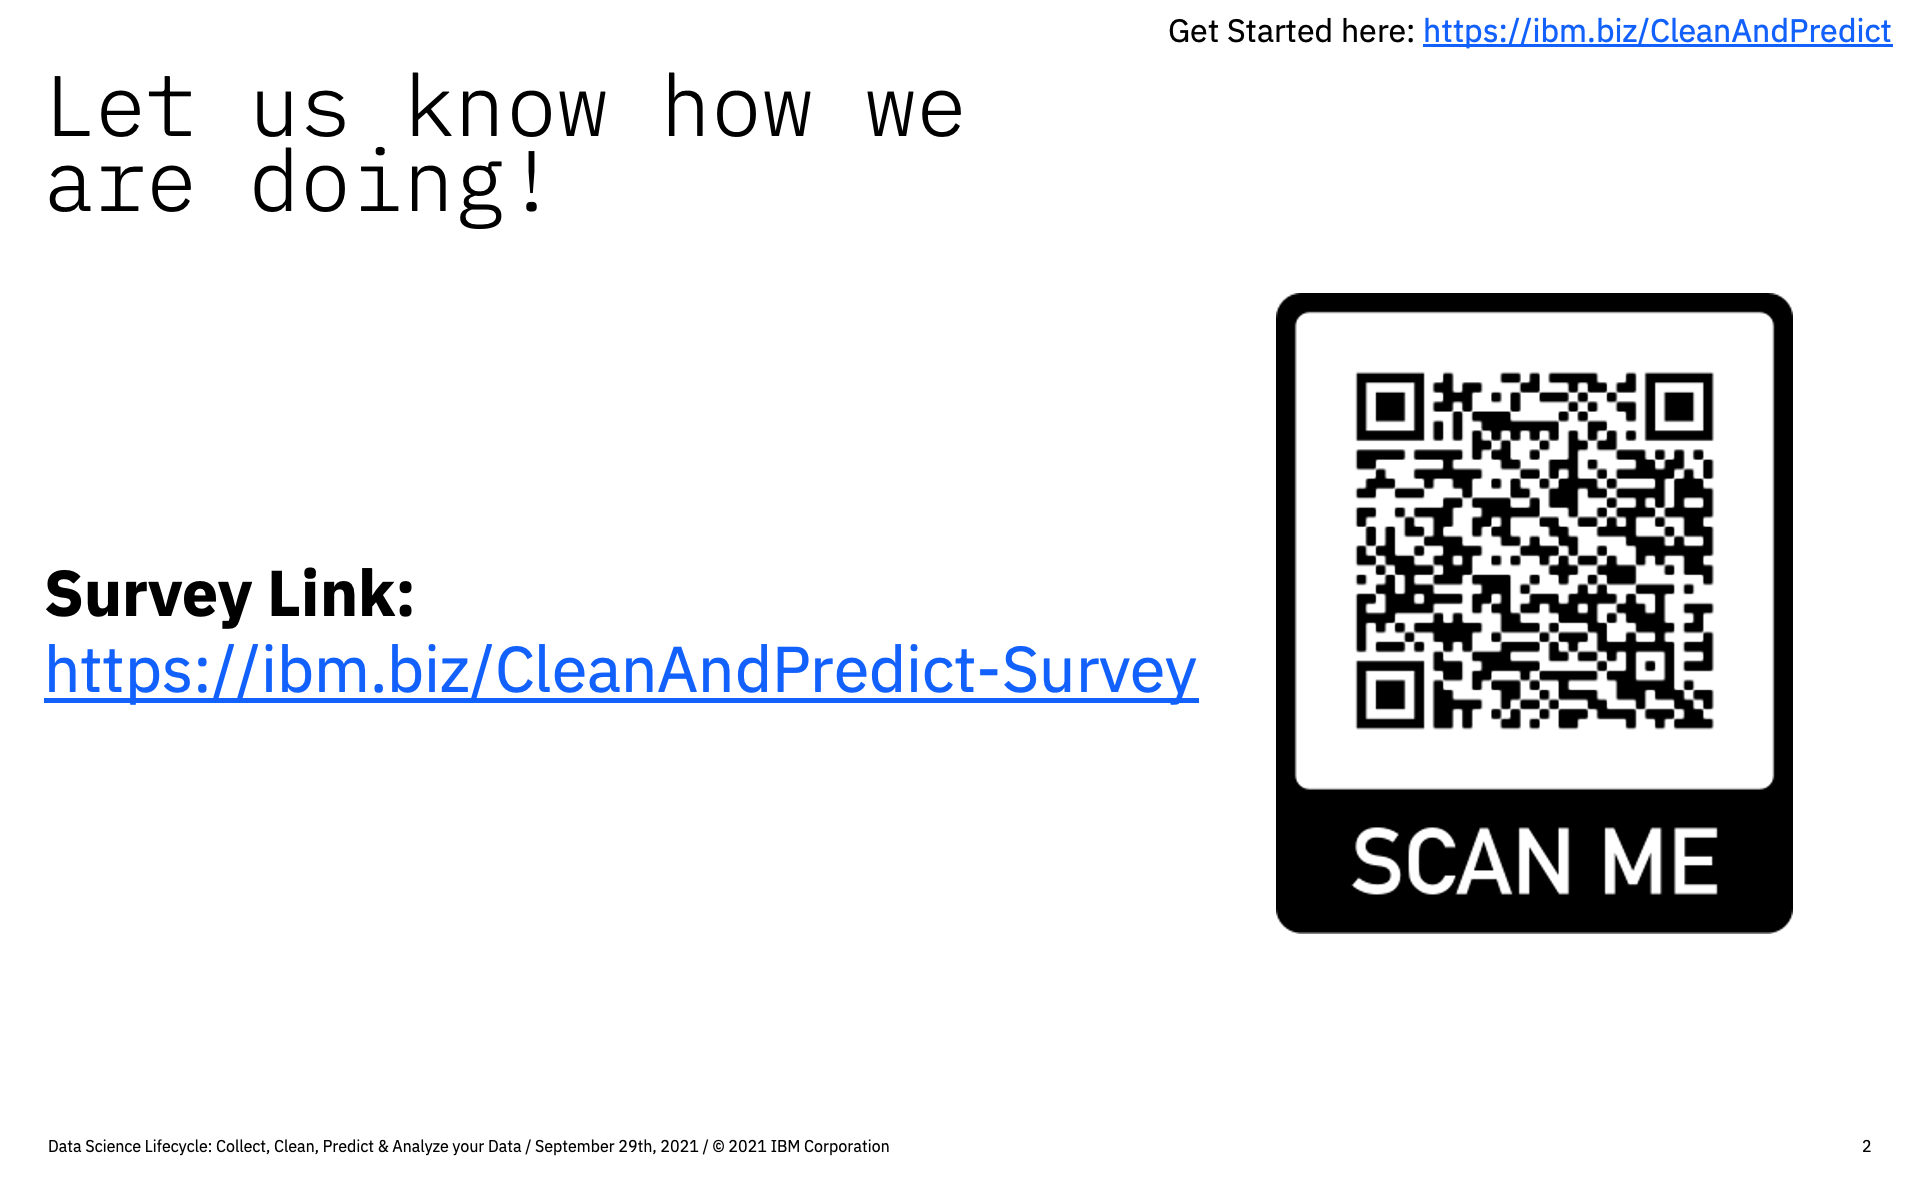 Get Started here: https://ibm.biz/CleanAndPredict
Let us know how we
are doing!
Survey Link:
https://ibm.biz/CleanAndPredict-Survey
SCAN ME
Data Science Lifecycle: Collect, Clean, Predict & Analyze your Data / September 29th, 2021 / © 2021 IBM Corporation
2